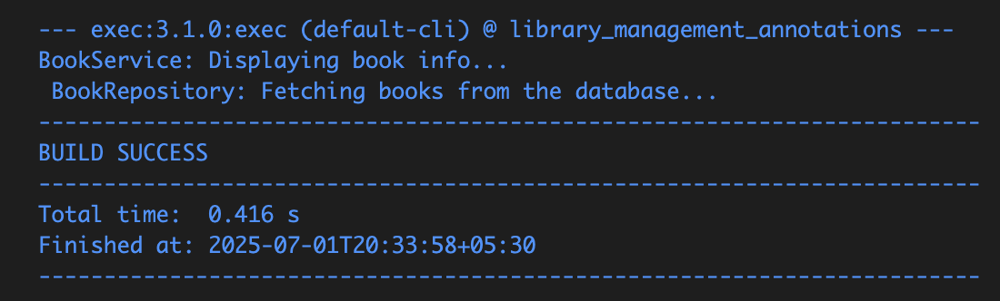 --- exec:3.1.0:exec (default-cli) @ library_management_annotations ---
BookService: Displaying book info...
 BookRepository: Fetching books from the database...
------------------------------------------------------------------------
BUILD SUCCESS
------------------------------------------------------------------------
Total time:  0.416 s
Finished at: 2025-07-01T20:33:58+05:30
------------------------------------------------------------------------